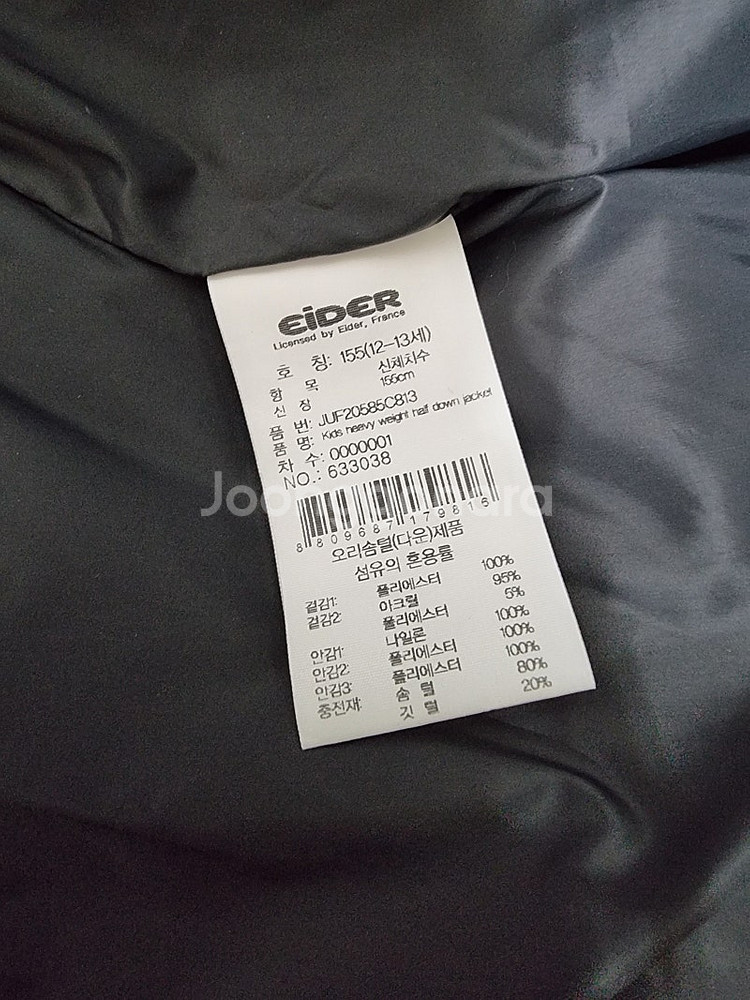 EiDER
Licensed by Eider, France
호 칭: 155(12-13세)
항 목 신체치수
신 장 155cm
품 번: JUF20585C813
품 명: Kids heavy weight half down jacket
차 수: 0000001
NO.: 633038
Joonggonara
8809687179816
오리솜털(다운)제품
섬유의 혼용률
겉감1: 폴리에스터 100%
겉감2: 아크릴 95%
폴리에스터 5%
안감1: 나일론 100%
안감2: 폴리에스터 100%
안감3: 폴리에스터 100%
충전재: 솜 털 80%
깃 털 20%